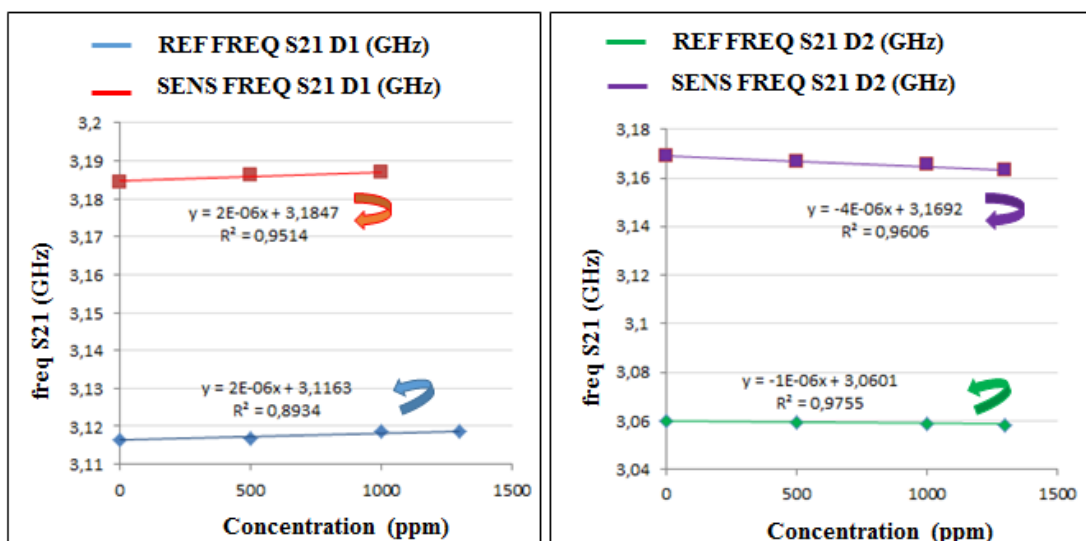 REF FREQ S21 D1 (GHz)
SENS FREQ S21 D1 (GHz)
freq S21 (GHz)
3,2
3,19
3,18
3,17
3,16
3,15
3,14
3,13
3,12
3,11
y = 2E-06x + 3,1847
R² = 0,9514
y = 2E-06x + 3,1163
R² = 0,8934
0
500
1000
1500
Concentration (ppm)
REF FREQ S21 D2 (GHz)
SENS FREQ S21 D2 (GHz)
freq S21 (GHz)
3,18
3,16
3,14
3,12
3,1
3,08
3,06
3,04
y = -4E-06x + 3,1692
R² = 0,9606
y = -1E-06x + 3,0601
R² = 0,9755
0
500
1000
1500
Concentration (ppm)